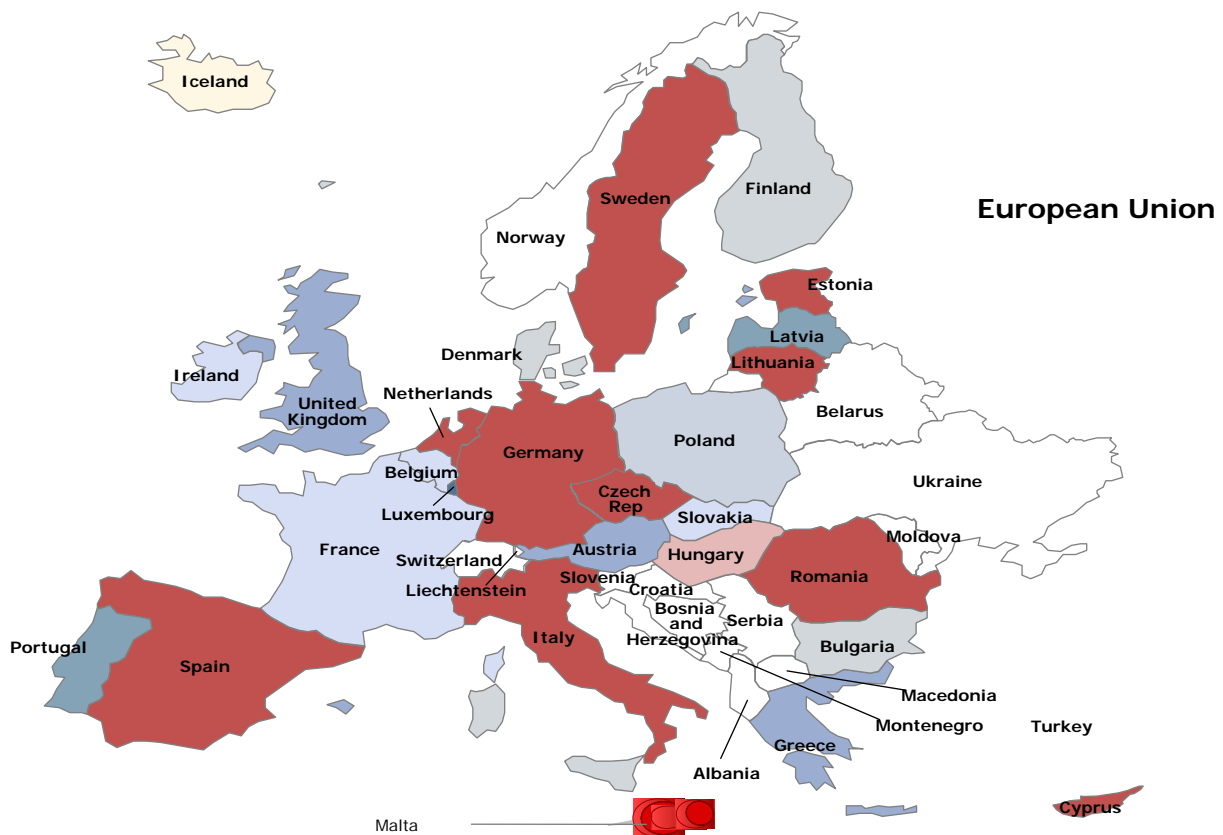 Iceland
Finland
Sweden
European Union
Norway
Estonia
Latvia
Denmark
Lithuania
Ireland
Netherlands
United
Kingdom
Belarus
Poland
Germany
Belgium
Ukraine
Czech
Rep
Luxembourg
Slovakia
Moldova
France
Austria
Hungary
Switzerland
Romania
Slovenia
Liechtenstein
Croatia
Bosnia
and
Herzegovina
Serbia
Italy
Portugal
Bulgaria
Spain
Macedonia
Montenegro
Turkey
Greece
Albania
Cyprus
Malta